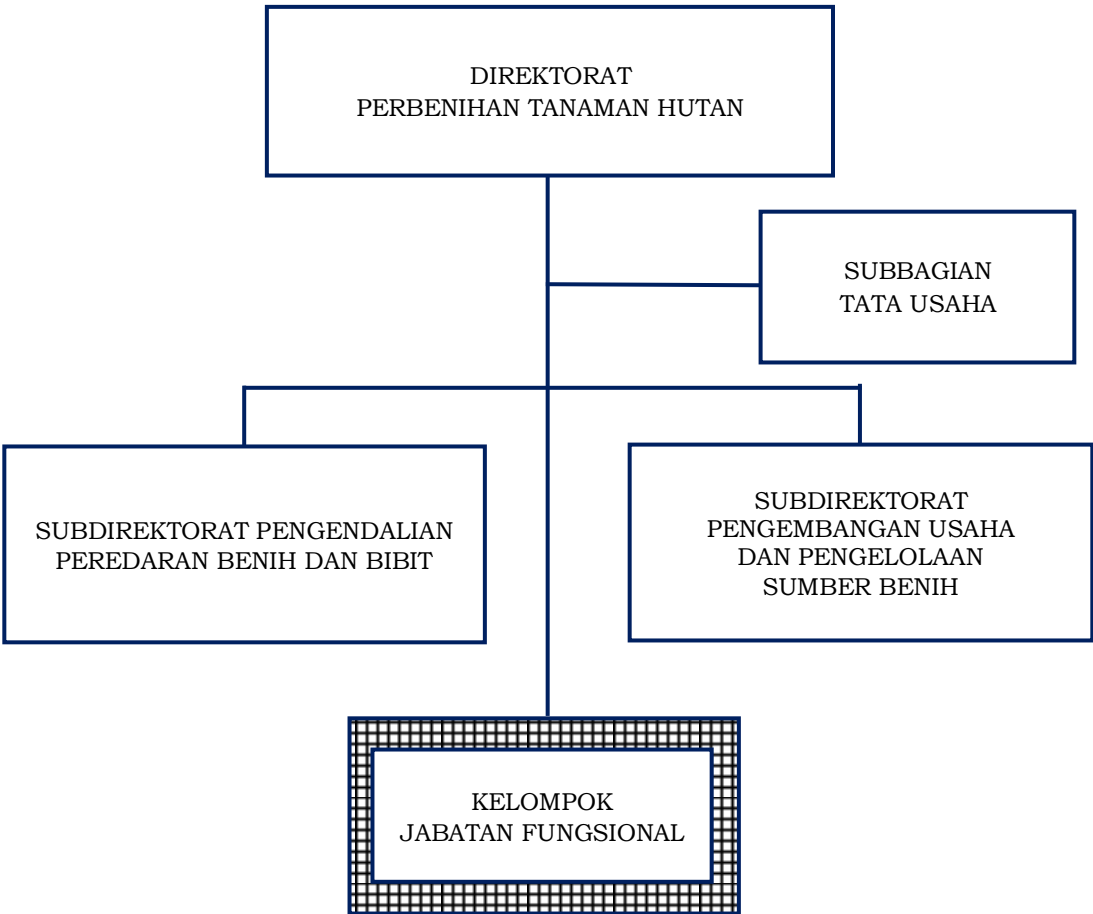 DIREKTORAT
PERBENIHAN TANAMAN HUTAN
SUBBAGIAN
TATA USAHA
SUBDIREKTORAT PENGENDALIAN
PEREDARAN BENIH DAN BIBIT
SUBDIREKTORAT
PENGEMBANGAN USAHA
DAN PENGELOLAAN
SUMBER BENIH
KELOMPOK
JABATAN FUNGSIONAL